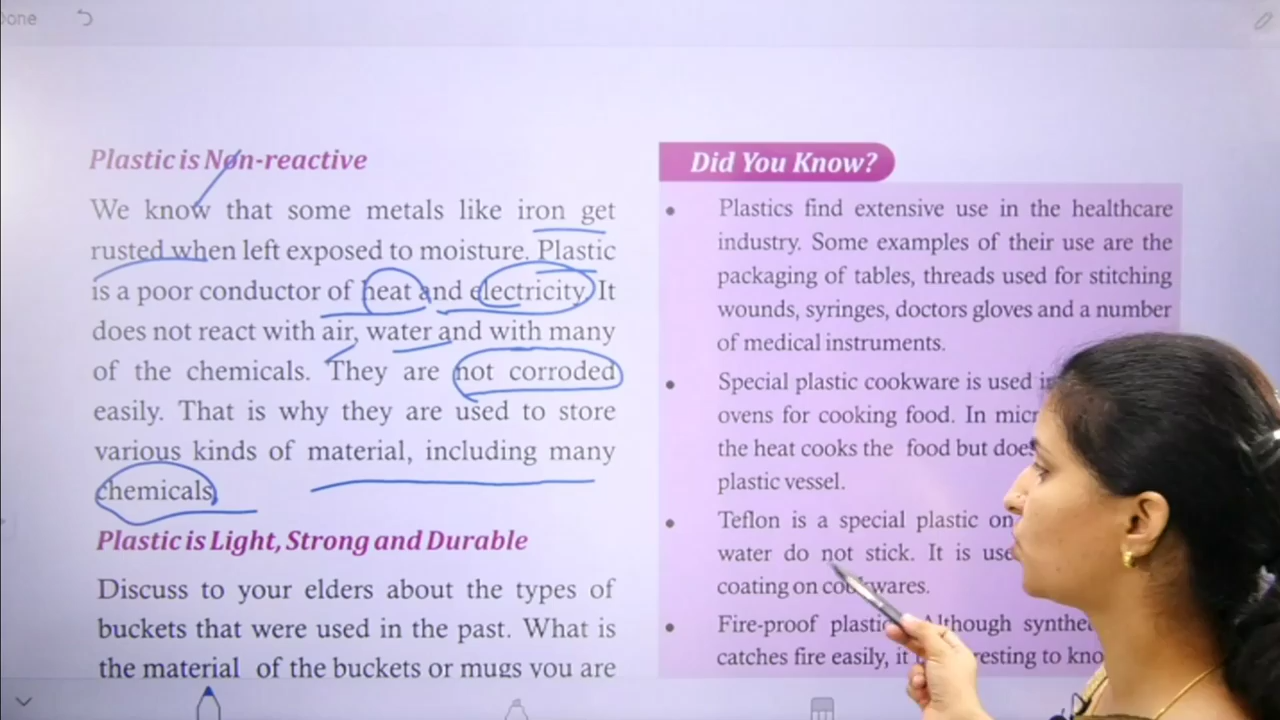 Done
Plastic is Non-reactive
We know that some metals like iron get
rusted when left exposed to moisture. Plastic
is a poor conductor of heat and electricity. It
does not react with air, water and with many
of the chemicals. They are not corroded
easily. That is why they are used to store
various kinds of material, including many
chemicals.
Plastic is Light, Strong and Durable
Discuss to your elders about the types of
buckets that were used in the past. What is
the material of the buckets or mugs you are
Did You Know?
• Plastics find extensive use in the healthcare
industry. Some examples of their use are the
packaging of tables, threads used for stitching
wounds, syringes, doctors gloves and a number
of medical instruments.
• Special plastic cookware is used
ovens for cooking food. In
the heat cooks the food but
plastic vessel.
• Teflon is a special plastic on
water do not stick. It is
coating on cookwares.
• Fire-proof plastic Although
catches fire easily, it to